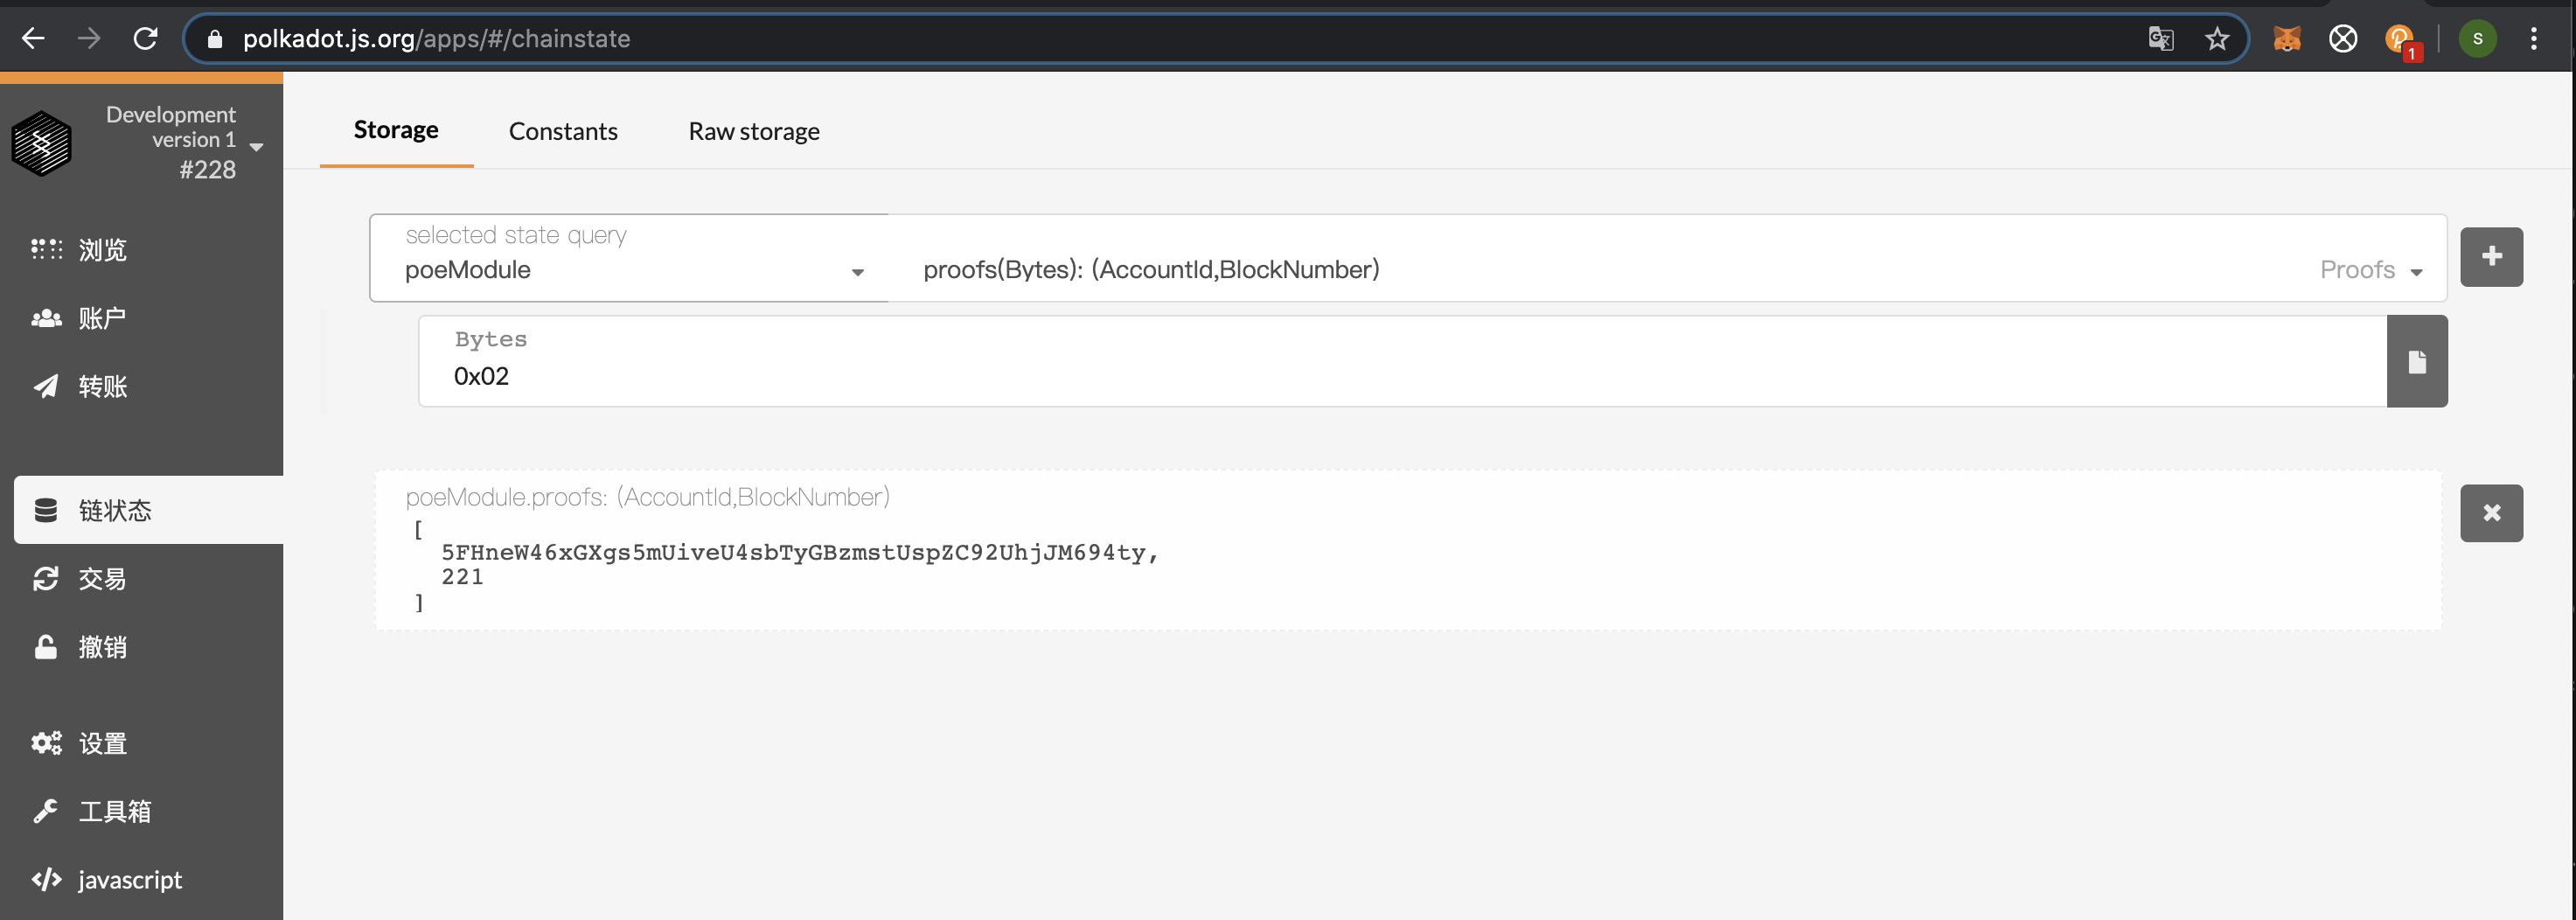 polkadot.js.org/apps/#/chainstate
1
S
Development
version 1
#228
浏览
账户
转账
链状态
交易
撤销
设置
工具箱
javascript
Storage
Constants
Raw storage
selected state query
poeModule
proofs(Bytes): (AccountId,BlockNumber)
Proofs
Bytes
0x02
poeModule.proofs: (AccountId,BlockNumber)
[
5FHneW46xGXgs5mUiveU4sbTyGBzmstUspZC92UhjJM694ty,
221
]